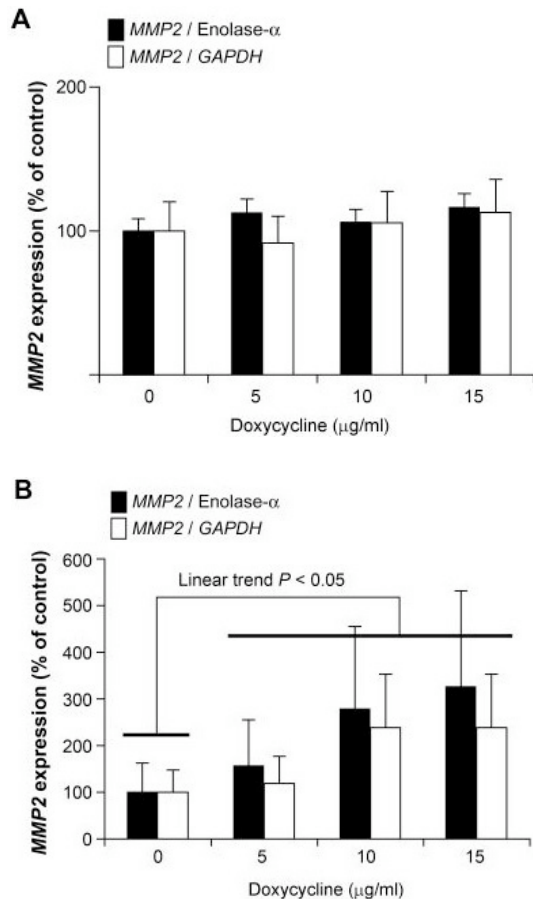 A
MMP2 / Enolase-α
MMP2 / GAPDH
MMP2 expression (% of control)
200
100
0 5 10 15
Doxycycline (µg/ml)
B
MMP2 / Enolase-α
MMP2 / GAPDH
MMP2 expression (% of control)
600
Linear trend P < 0.05
500
400
300
200
100
0
0 5 10 15
Doxycycline (µg/ml)